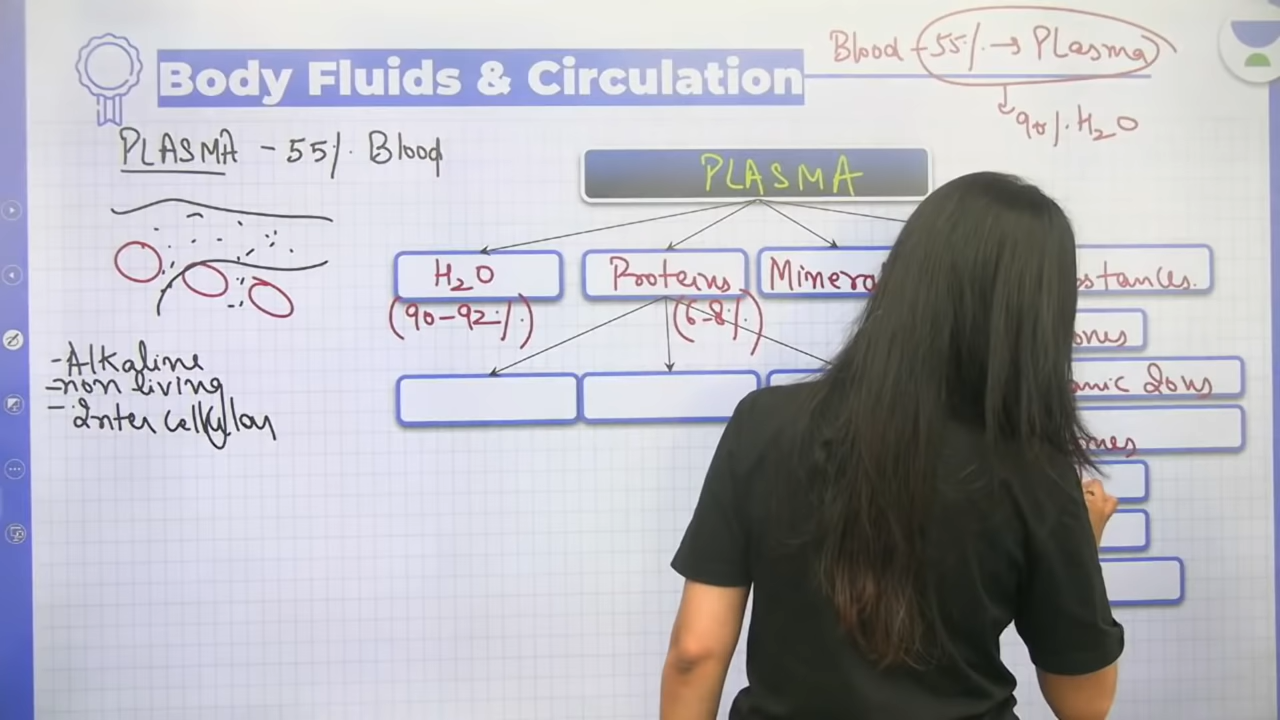 Blood - 55% → Plasma
Body Fluids & Circulation
90% H2O
PLASMA - 55% Blood
PLASMA
H2O
Proteins
(90-92%)
(6-8%)
-Alkaline
-non living
-Intercellular